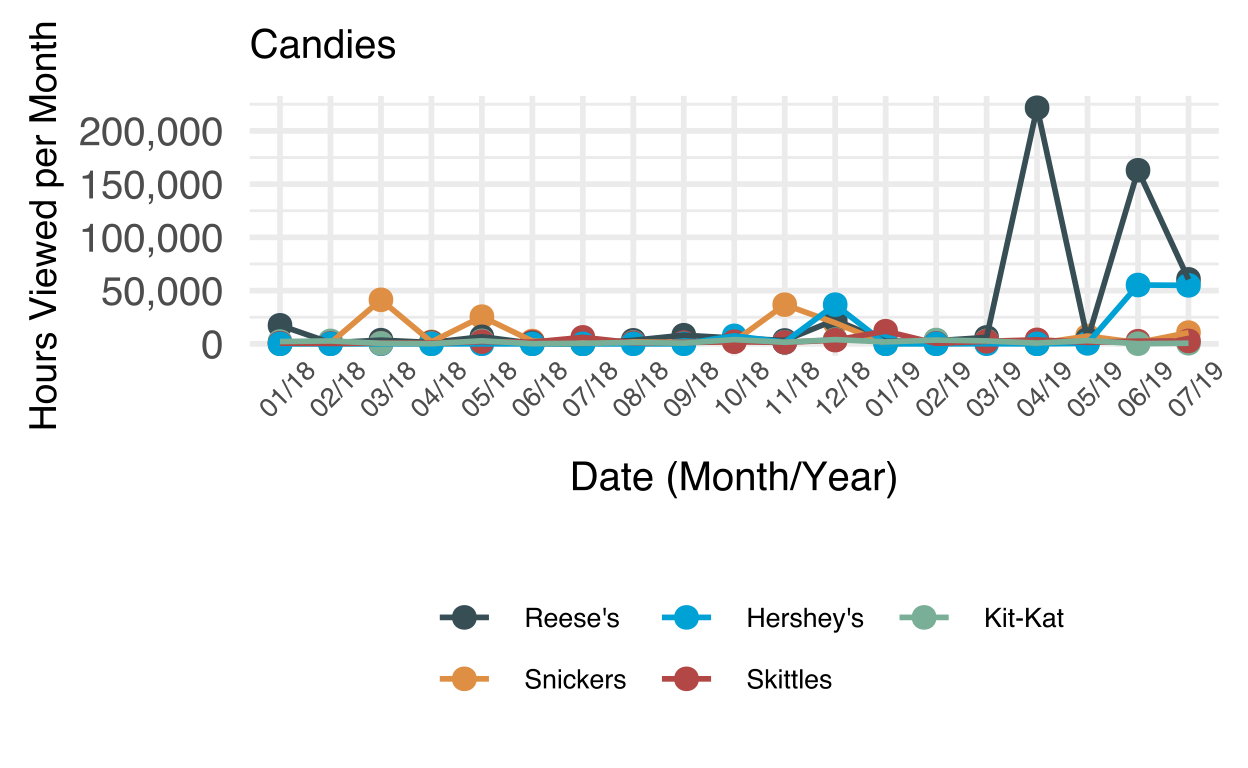 Candies
Hours Viewed per Month
200,000
150,000
100,000
50,000
0
01/18 02/18 03/18 04/18 05/18 06/18 07/18 08/18 09/18 10/18 11/18 12/18 01/19 02/19 03/19 04/19 05/19 06/19 07/19
Date (Month/Year)
Reese's Hershey's Kit-Kat
Snickers Skittles